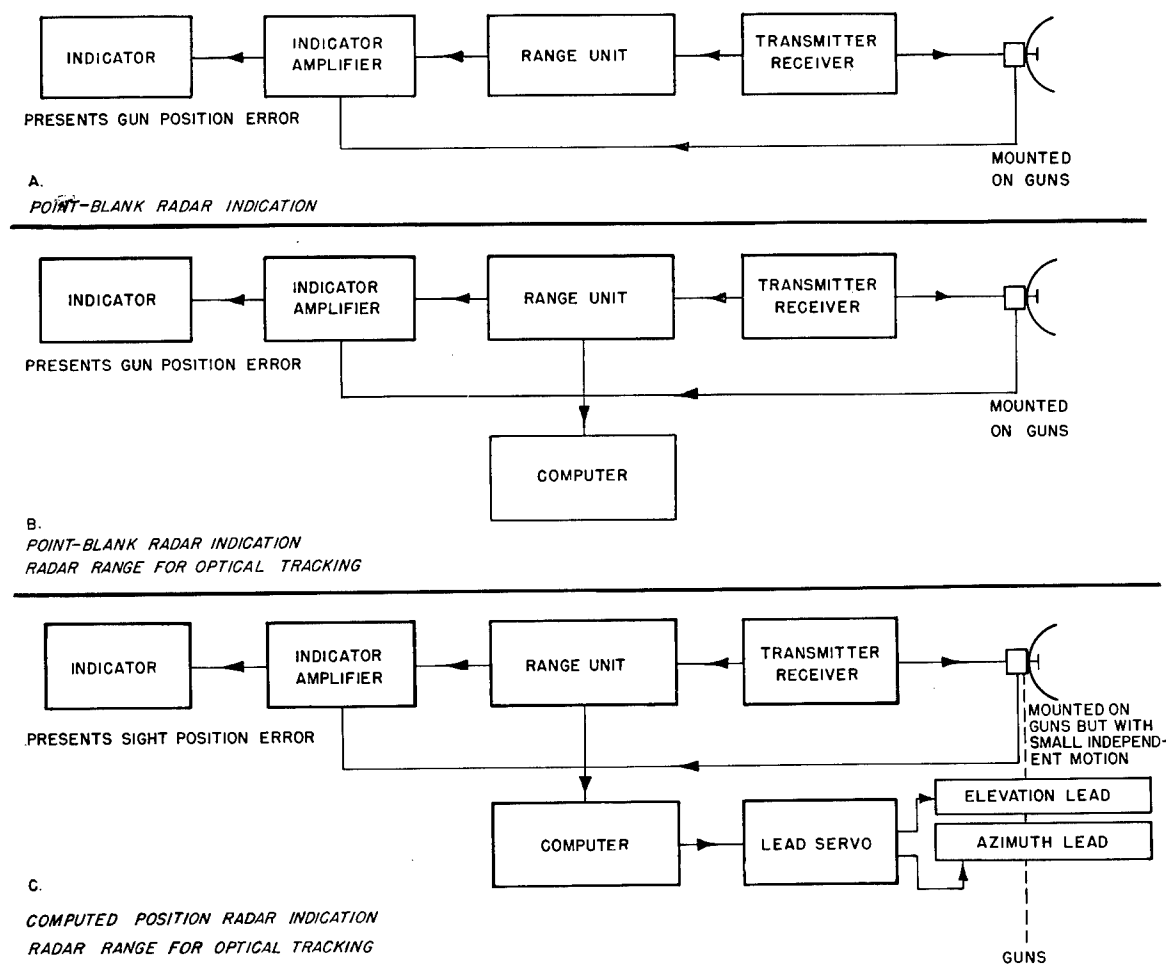 INDICATOR
INDICATOR
AMPLIFIER
RANGE UNIT
TRANSMITTER
RECEIVER
PRESENTS GUN POSITION ERROR
MOUNTED
ON GUNS
A.
POINT-BLANK RADAR INDICATION
INDICATOR
INDICATOR
AMPLIFIER
RANGE UNIT
TRANSMITTER
RECEIVER
PRESENTS GUN POSITION ERROR
MOUNTED
ON GUNS
COMPUTER
B.
POINT-BLANK RADAR INDICATION
RADAR RANGE FOR OPTICAL TRACKING
INDICATOR
INDICATOR
AMPLIFIER
RANGE UNIT
TRANSMITTER
RECEIVER
PRESENTS SIGHT POSITION ERROR
MOUNTED ON
GUNS BUT WITH
SMALL INDEPEND-
ENT MOTION
COMPUTER
LEAD SERVO
ELEVATION LEAD
AZIMUTH LEAD
C.
COMPUTED POSITION RADAR INDICATION
RADAR RANGE FOR OPTICAL TRACKING
GUNS